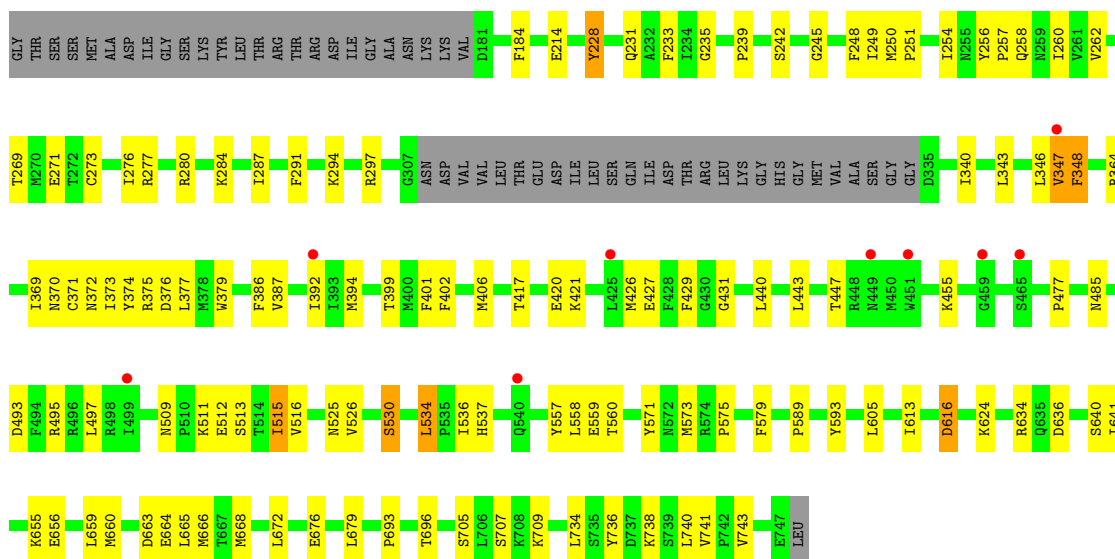 GLY THR SER SER MET ALA ASP ILE GLY SER LYS TYR LEU THR ARG THR ARG ASP ILE GLY ALA ASN LYS LYS VAL D181 F184 E214 Y228 Q231 A232 F233 I234 G235 P239 S242 G245 F248 I249 M250 P251 I254 N255 Y256 P257 Q258 N259 I260 V261 V262
T269 M270 E271 T272 C273 I276 R277 R280 K284 I287 F291 K294 R297 G307 ASN ASP VAL VAL LEU THR GLU ASP ILE LEU SER GLN ILE ASP THR ARG LEU LYS GLY HIS GLY MET VAL ALA SER GLY GLY D335 I340 L343 L346 V347 F348
I369 N370 C371 N372 I373 Y374 R375 D376 L377 M378 W379 F386 V387 I392 I393 M394 T399 M400 F401 F402 M406 T417 E420 K421 L425 M426 E427 F428 F429 G430 G431 L440 L443 T447 R448 N449 M450 W451 K455 G459 S465 P477 N485
D493 F494 R495 R496 L497 R498 I499 N509 P510 K511 E512 S513 T514 I515 V516 N525 V526 S530 L534 P535 I536 H537 Q540 Y557 L558 E559 T560 Y571 N572 M573 R574 P575 F579 P589 Y593 L605 I613 D616 K624 R634 Q635 D636 S640 I641
K655 E656 L659 M660 D663 E664 L665 M666 T667 M668 L672 E676 L679 P693 T696 S705 L706 S707 K708 K709 L734 S735 Y736 D737 K738 S739 L740 V741 P742 V743 E747 LEU